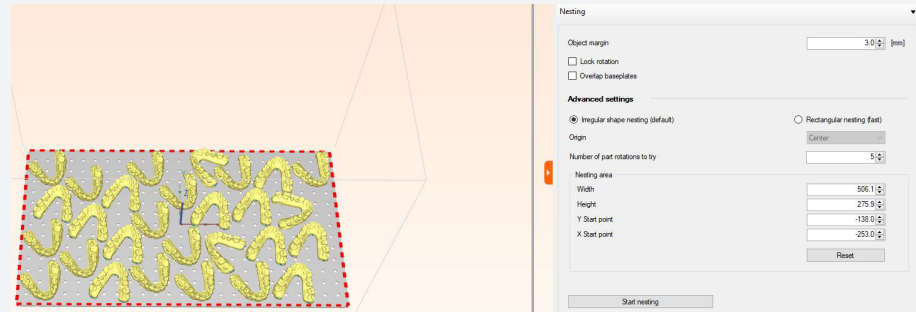 Nesting
Object margin 3.0 [mm]
Lock rotation
Overlap baseplates
Advanced settings
Irregular shape nesting (default) Rectangular nesting (fast)
Origin Center
Number of part rotations to try 5
Nesting area
Width 506.1
Height 275.9
Y Start point -138.0
X Start point -253.0
Reset
Start nesting
Z